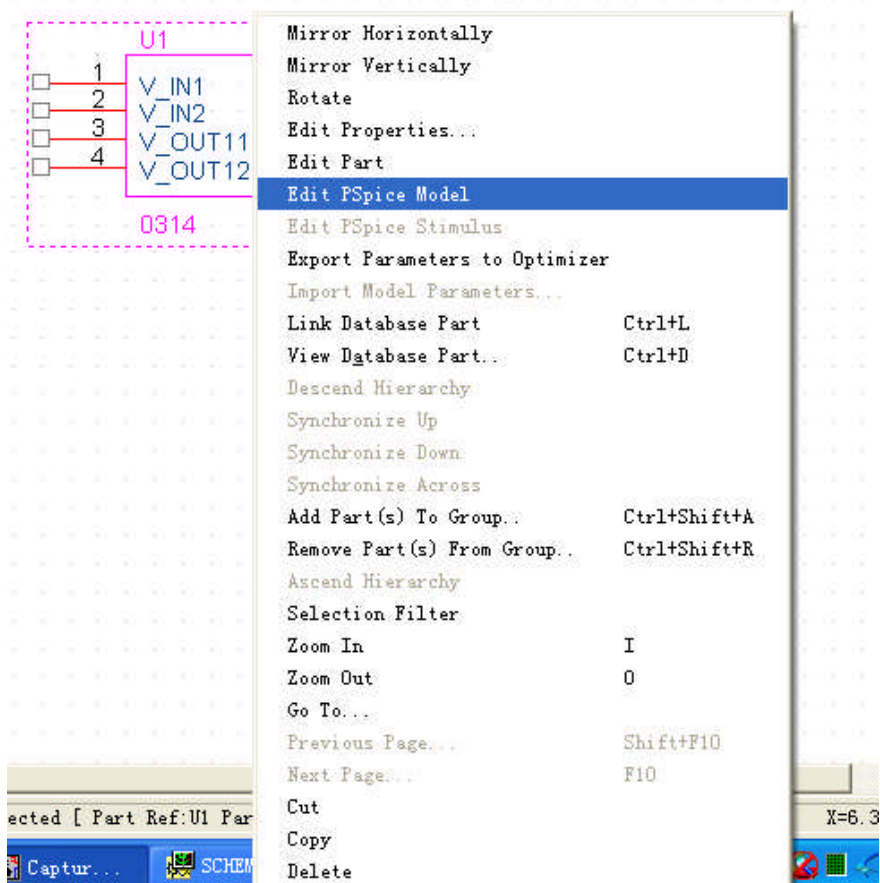 U1
1
V_IN1
2
V_IN2
3
V_OUT11
4
V_OUT12
0314
Mirror Horizontally
Mirror Vertically
Rotate
Edit Properties...
Edit Part
Edit PSpice Model
Edit PSpice Stimulus
Export Parameters to Optimizer
Import Model Parameters...
Link Database Part Ctrl+L
View Database Part.. Ctrl+D
Descend Hierarchy
Synchronize Up
Synchronize Down
Synchronize Across
Add Part(s) To Group.. Ctrl+Shift+A
Remove Part(s) From Group.. Ctrl+Shift+R
Ascend Hierarchy
Selection Filter
Zoom In I
Zoom Out O
Go To...
Previous Page... Shift+F10
Next Page... F10
Cut
Copy
Delete
ected [ Part Ref:U1 Par
X=6.3
Captur...
SCHEM